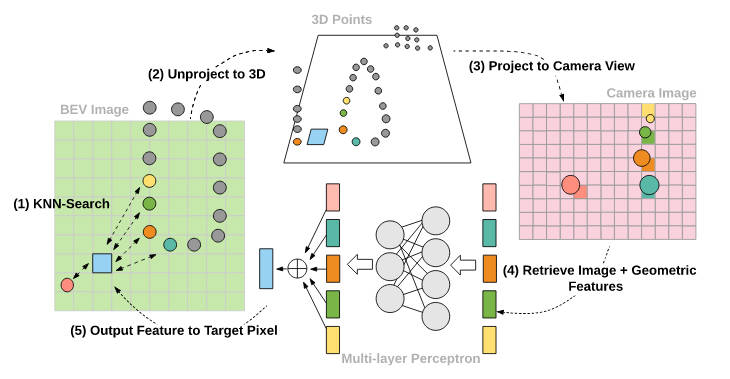 3D Points
(2) Unproject to 3D
(3) Project to Camera View
BEV Image
Camera Image
(1) KNN-Search
(4) Retrieve Image + Geometric
Features
(5) Output Feature to Target Pixel
Multi-layer Perceptron